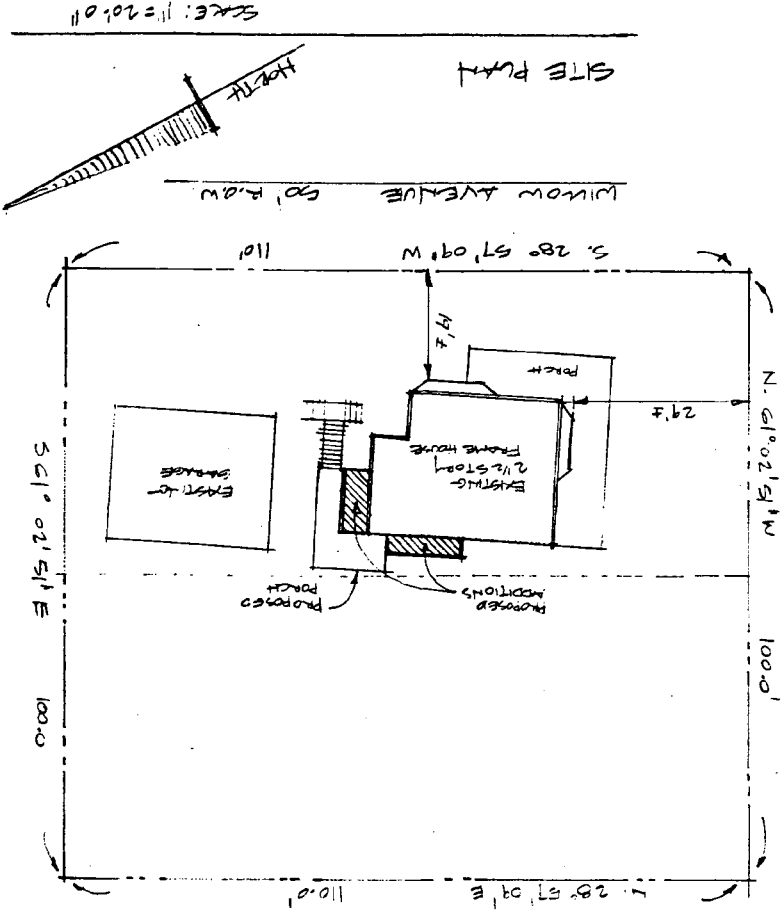 N. 28° 57' 09' E 110.0'
N. 61° 02' 51" W 100.0'
S 61° 02' 51" E 100.0
PROPOSED
ADDITIONS
PROPOSED
PORCH
EXISTING
2 1/2 STORY
FRAME HOUSE
EXISTING
GARAGE
29'±
PORCH
19'±
S. 28° 57' 09" W 110'
WILLOW AVENUE 50' R.O.W
NORTH
SITE PLAN
SCALE: 1"=20'.0"